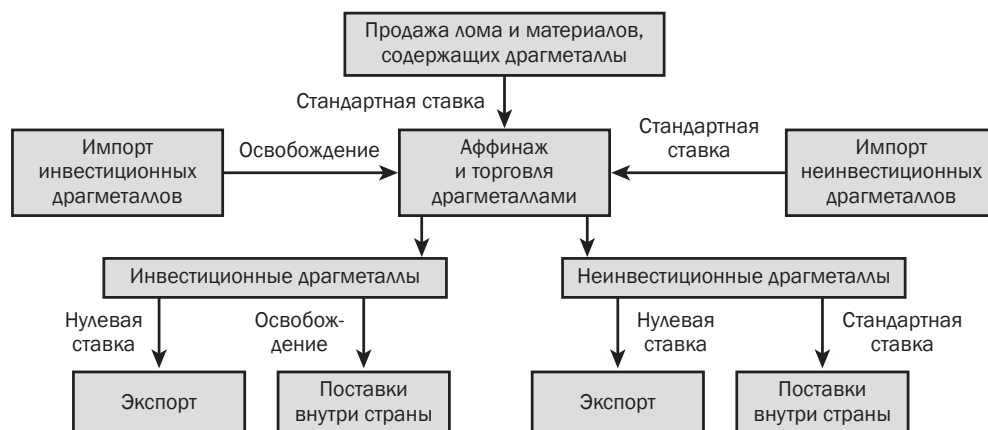 Продажа лома и материалов,
содержащих драгметаллы
Стандартная ставка
Импорт
инвестиционных
драгметаллов
Освобождение
Аффинаж
и торговля
драгметаллами
Стандартная
ставка
Импорт
неинвестиционных
драгметаллов
Инвестиционные драгметаллы
Неинвестиционные драгметаллы
Нулевая
ставка
Освобож-
дение
Нулевая
ставка
Стандартная
ставка
Экспорт
Поставки
внутри страны
Экспорт
Поставки
внутри страны